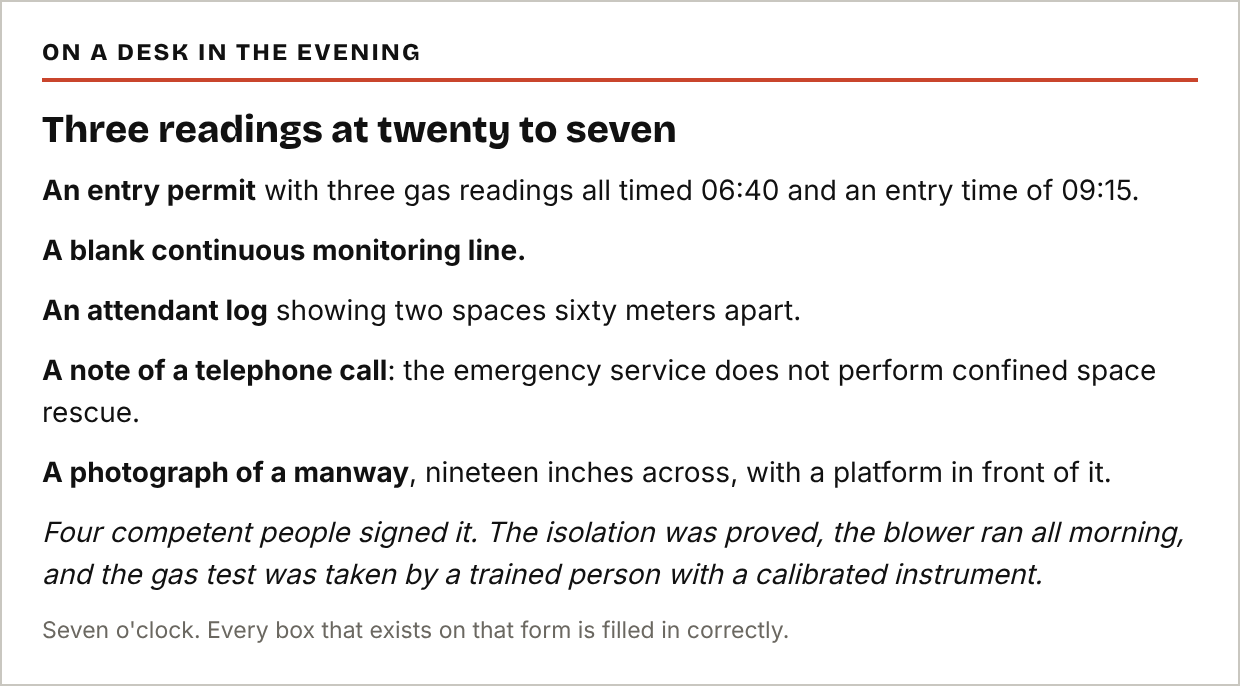 ON A DESK IN THE EVENING
Three readings at twenty to seven
An entry permit with three gas readings all timed 06:40 and an entry time of 09:15.
A blank continuous monitoring line.
An attendant log showing two spaces sixty meters apart.
A note of a telephone call: the emergency service does not perform confined space
rescue.
A photograph of a manway, nineteen inches across, with a platform in front of it.
Four competent people signed it. The isolation was proved, the blower ran all morning,
and the gas test was taken by a trained person with a calibrated instrument.
Seven o'clock. Every box that exists on that form is filled in correctly.